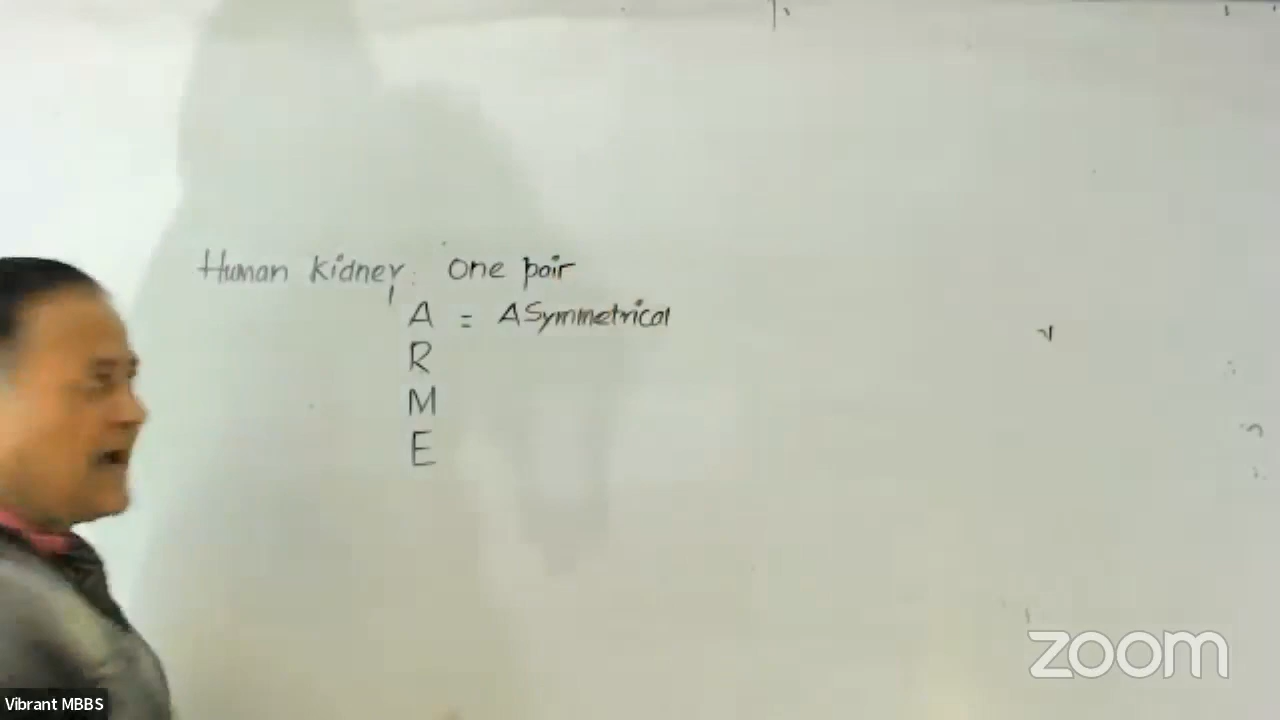 Human kidney: One pair
A = ASymmetrical
R
M
E
zoom
Vibrant MBBS